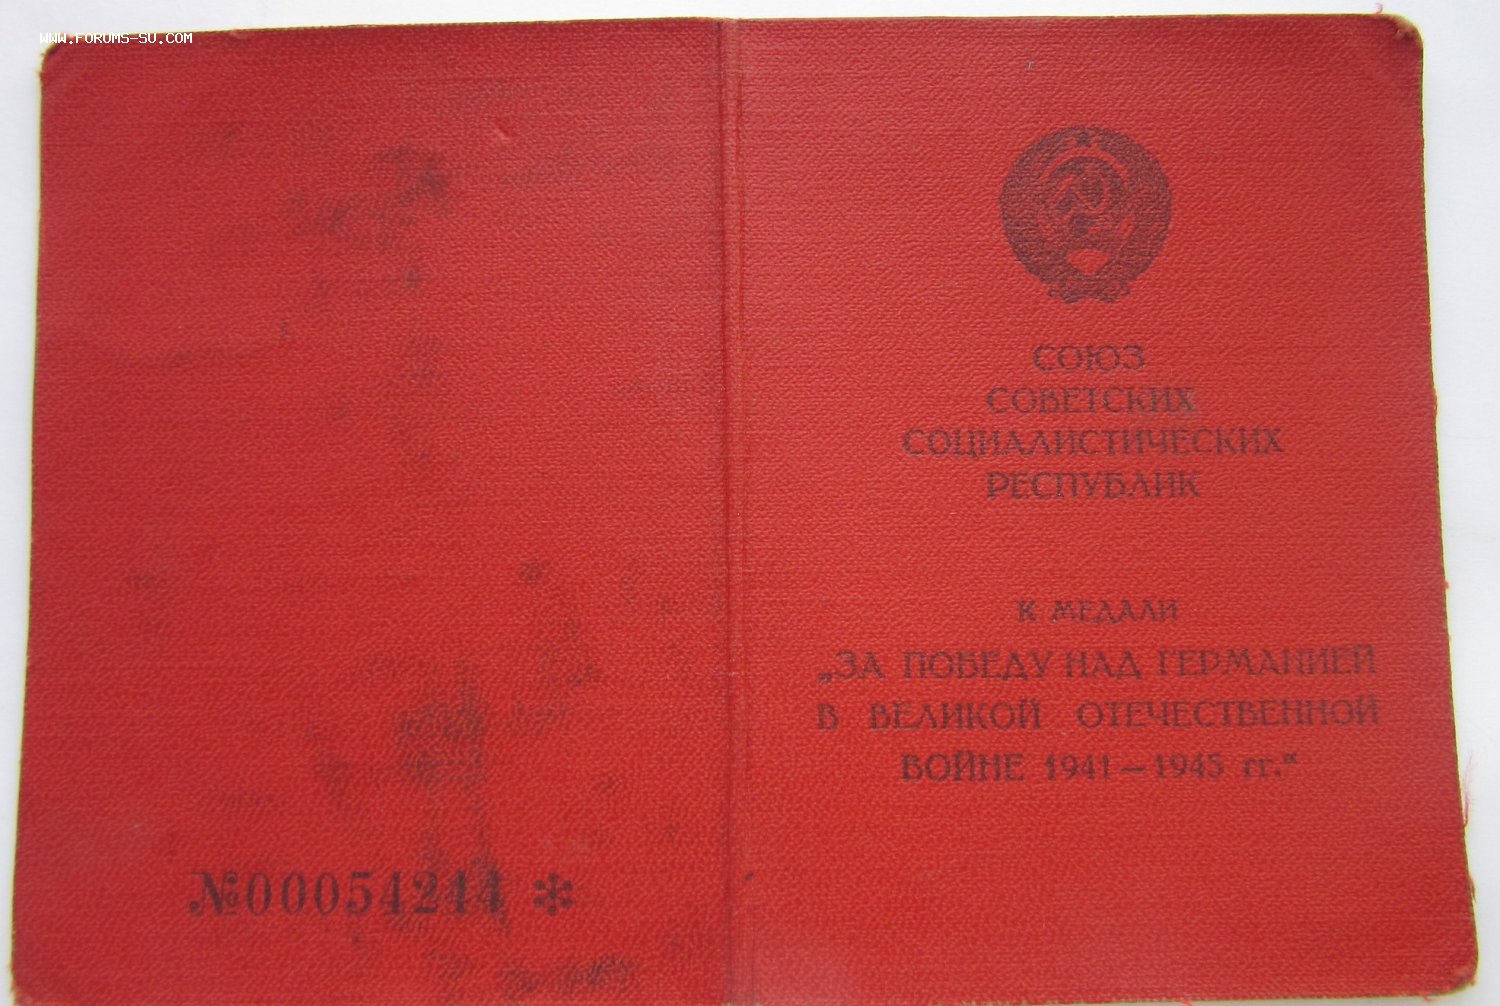 WWW.FORUMS-SU.COM
СОЮЗ
СОВЕТСКИХ
СОЦИАЛИСТИЧЕСКИХ
РЕСПУБЛИК
К МЕДАЛИ
„ЗА ПОБЕДУ НАД ГЕРМАНИЕЙ
В ВЕЛИКОЙ ОТЕЧЕСТВЕННОЙ
ВОЙНЕ 1941—1945 гг.“
№00054244 *